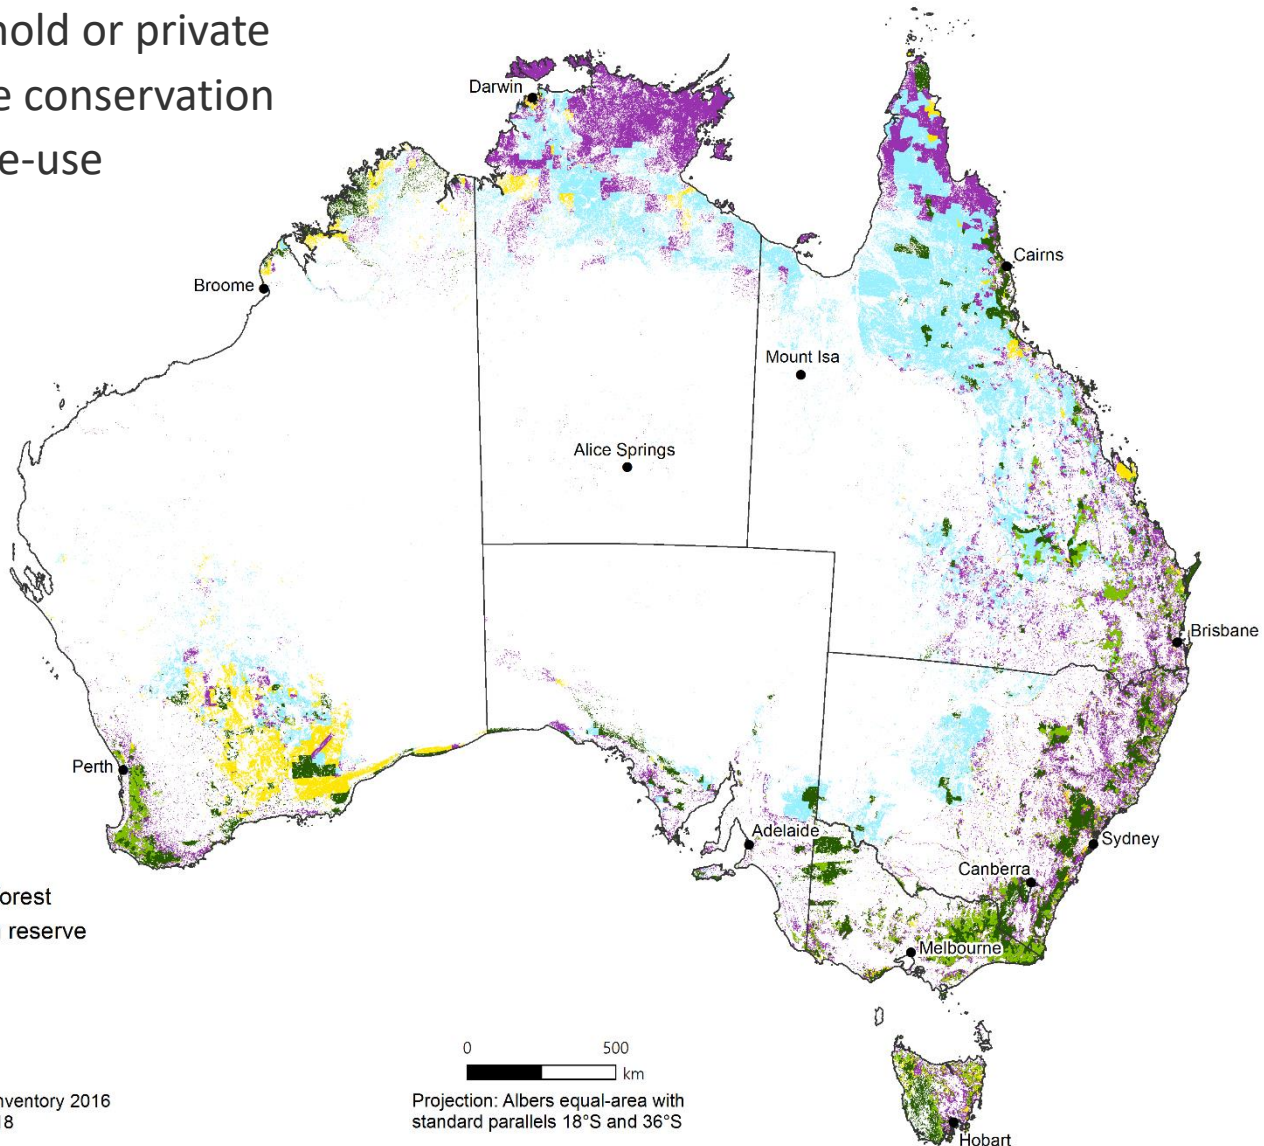 hold or private
e conservation
e-use
Darwin
Cairns
Broome
Mount Isa
Alice Springs
Brisbane
Perth
Adelaide
Sydney
Canberra
orest
reserve
Melbourne
0 500
km
nventory 2016
18
Projection: Albers equal-area with
standard parallels 18°S and 36°S
Hobart